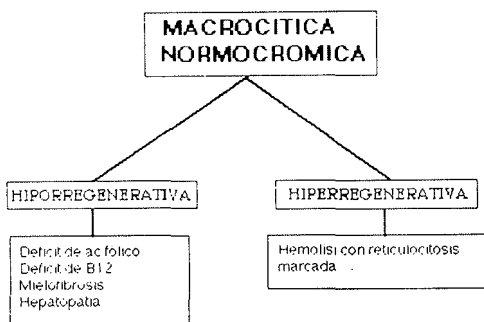 MACROCITICA
NORMOCROMICA
HIPORREGENERATIVA
HIPERREGENERATIVA
Deficit de ac folico
Deficit de B12
Mielofibrosis
Hepatopatia
Hemolisi con reticulocitosis
marcada